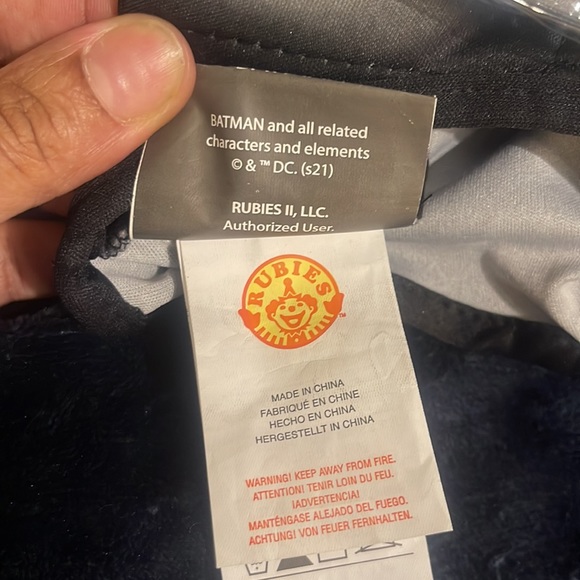 BATMAN and all related
characters and elements
© & ™ DC. (s21)
RUBIES II, LLC.
Authorized User.
RUBIES
™
MADE IN CHINA
FABRIQUÉ EN CHINE
HECHO EN CHINA
HERGESTELLT IN CHINA
WARNING! KEEP AWAY FROM FIRE.
ATTENTION! TENIR LOIN DU FEU.
¡ADVERTENCIA!
MANTÉNGASE ALEJADO DEL FUEGO.
ACHTUNG! VON FEUER FERNHALTEN.